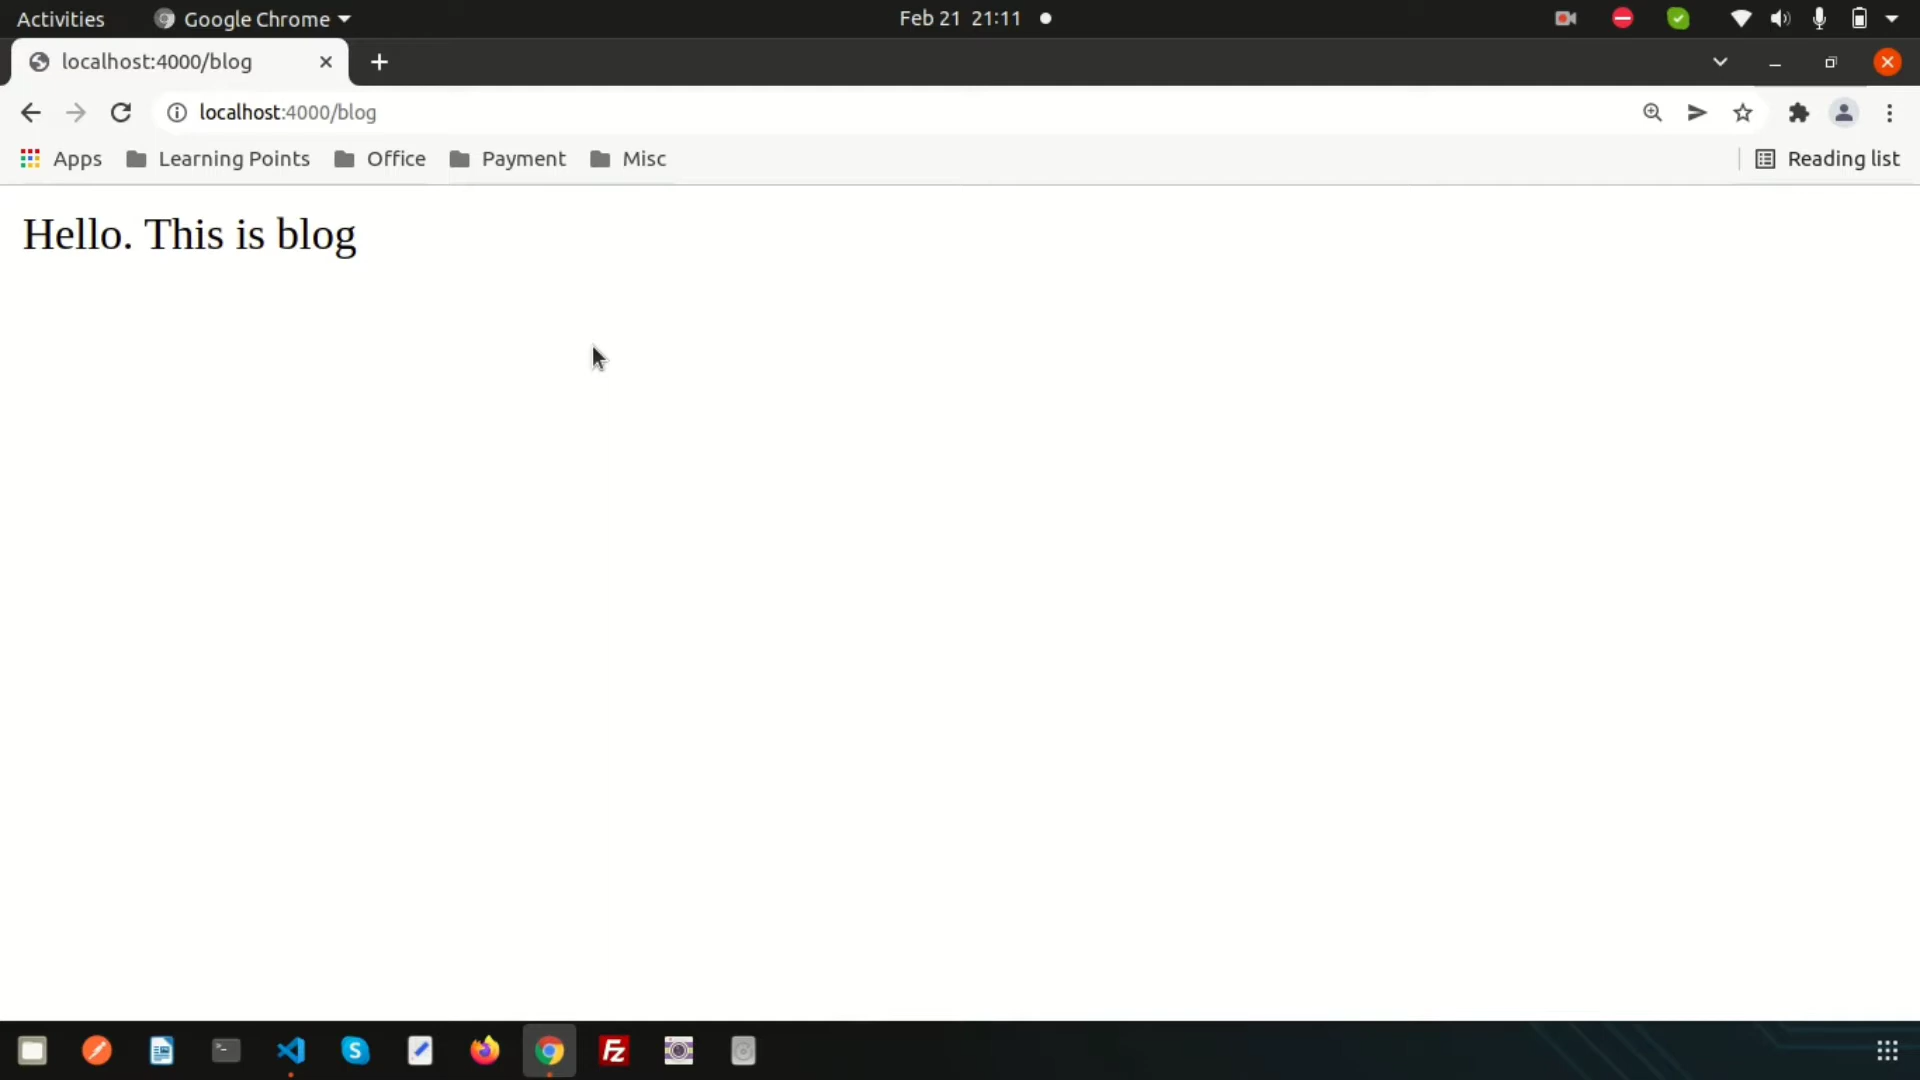 Activities Google Chrome Feb 21 21:11
localhost:4000/blog
localhost:4000/blog
Apps Learning Points Office Payment Misc Reading list
Hello. This is blog